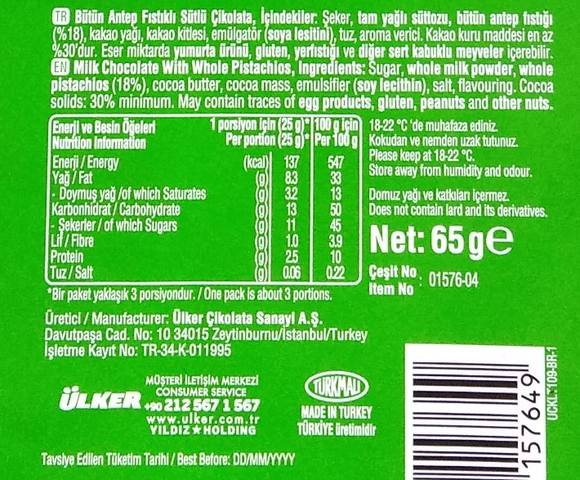 TR Bütün Antep Fıstıklı Sütlü Çikolata, İçindekiler: Şeker, tam yağlı süttozu, bütün antep fıstığı
(%18), kakao yağı, kakao kitlesi, emülgatör (soya lesitini), tuz, aroma verici. Kakao kuru maddesi en az
%30'dur. Eser miktarda yumurta ürünü, gluten, yerfıstığı ve diğer sert kabuklu meyveler içerebilir.
EN Milk Chocolate With Whole Pistachios, Ingredients: Sugar, whole milk powder, whole
pistachios (18%), cocoa butter, cocoa mass, emulsifier (soy lecithin), salt, flavouring. Cocoa
solids: 30% minimum. May contain traces of egg products, gluten, peanuts and other nuts.
Enerji ve Besin Öğeleri 1 porsiyon için (25 g)* 100 g için
Nutrition Information Per portion (25 g)* Per 100 g
Enerji / Energy (kcal) 137 547
Yağ / Fat (g) 8.3 33
- Doymuş yağ /of which Saturates (g) 3.2 13
Karbonhidrat / Carbohydrate (g) 13 50
- Şekerler / of which Sugars (g) 11 45
Lif / Fibre (g) 1.0 3.9
Protein (g) 2.5 10
Tuz / Salt (g) 0.06 0.22
*Bir paket yaklaşık 3 porsiyondur. / One pack is about 3 portions.
18-22 °C 'de muhafaza ediniz.
Kokudan ve nemden uzak tutunuz.
Please keep at 18-22 °C.
Store away from humidity and odour.
Domuz yağı ve katkıları içermez.
Does not contain lard and its derivatives.
Net: 65 g e
Çeşit No : 01576-04
Item No
Üretici / Manufacturer: Ülker Çikolata Sanayi A.Ş.
Davutpaşa Cad. No: 10 34015 Zeytinburnu/İstanbul/Turkey
İşletme Kayıt No: TR-34-K-011995
ÜLKER
MÜŞTERİ İLETİŞİM MERKEZİ
CONSUMER SERVICE
+90 212 567 1 567
www.ulker.com.tr
YILDIZ★HOLDING
TURKMALI
MADE IN TURKEY
TÜRKİYE üretimidir
157649
UCKL-109-BR-1
Tavsiye Edilen Tüketim Tarihi / Best Before: DD/MM/YYYY